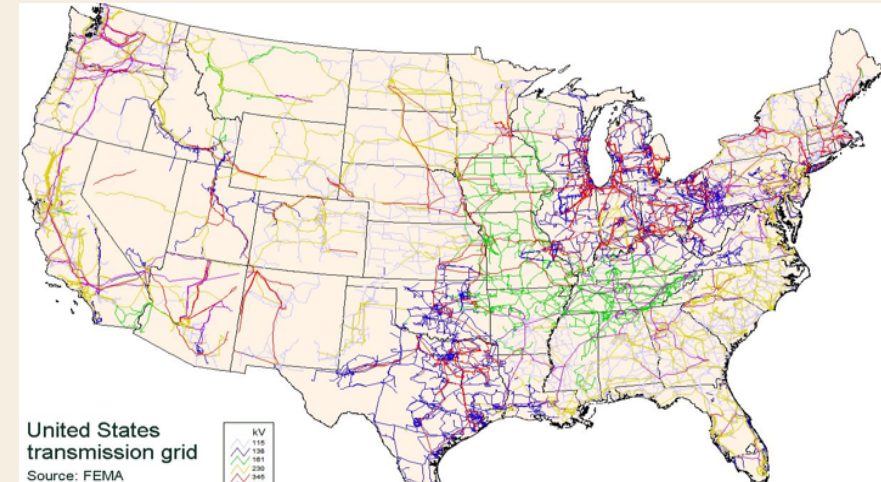 United States
transmission grid
Source: FEMA
kV
115
138
161
230
345